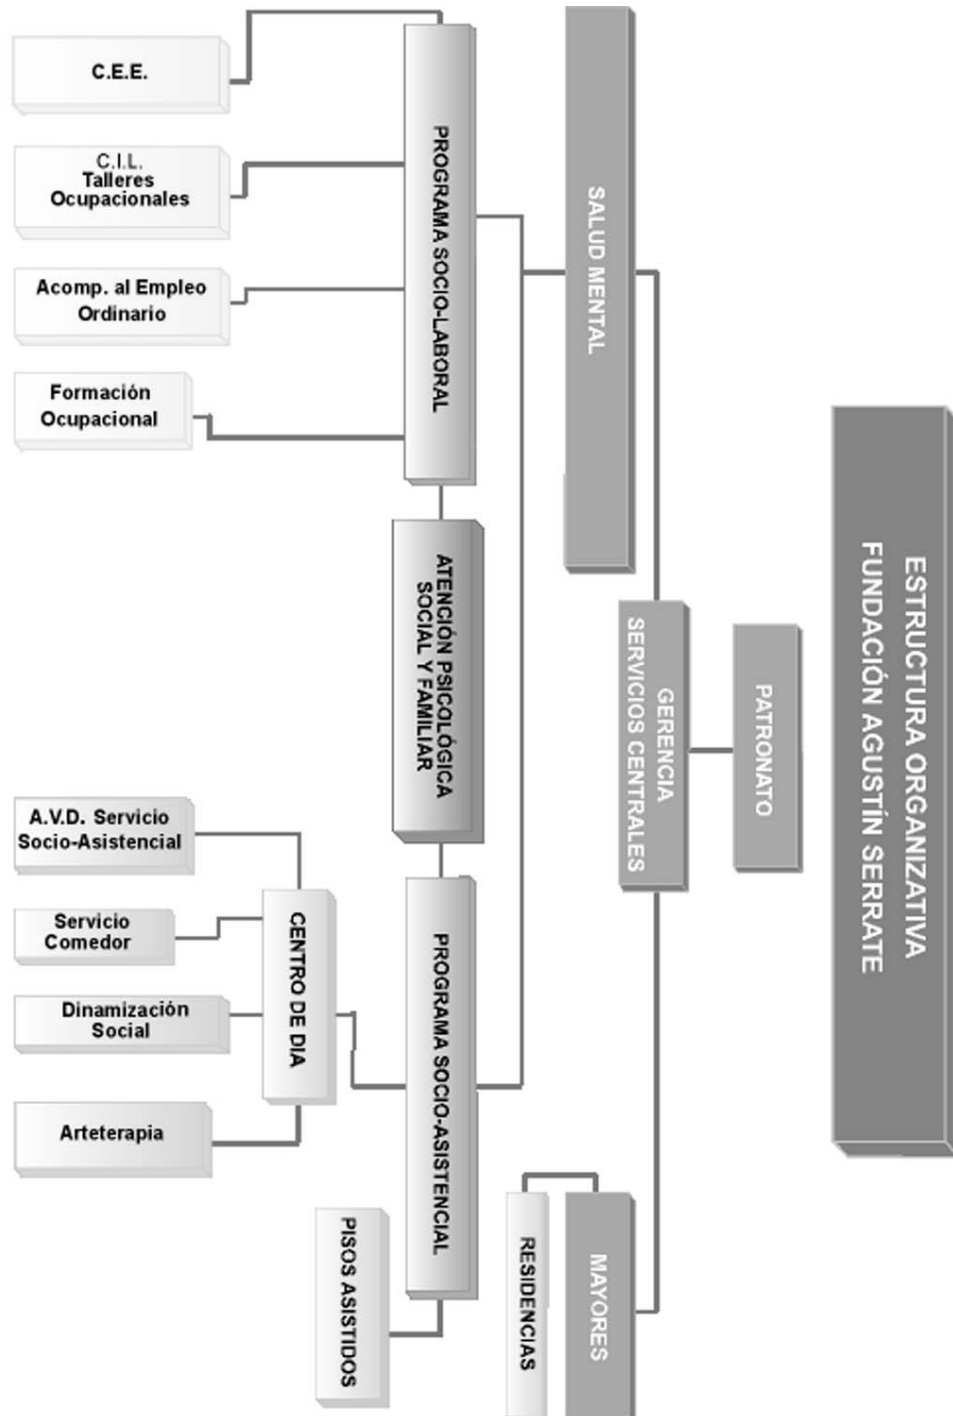 ESTRUCTURA ORGANIZATIVA
FUNDACIÓN AGUSTÍN SERRATE
PATRONATO
GERENCIA
SERVICIOS CENTRALES
SALUD MENTAL
MAYORES
RESIDENCIAS
PROGRAMA SOCIO-LABORAL
ATENCIÓN PSICOLÓGICA
SOCIAL Y FAMILIAR
PROGRAMA SOCIO-ASISTENCIAL
C.E.E.
C.I.L.
Talleres
Ocupacionales
Acomp. al Empleo
Ordinario
Formación
Ocupacional
CENTRO DE DIA
PISOS ASISTIDOS
A.V.D. Servicio
Socio-Asistencial
Servicio
Comedor
Dinamización
Social
Arteterapia